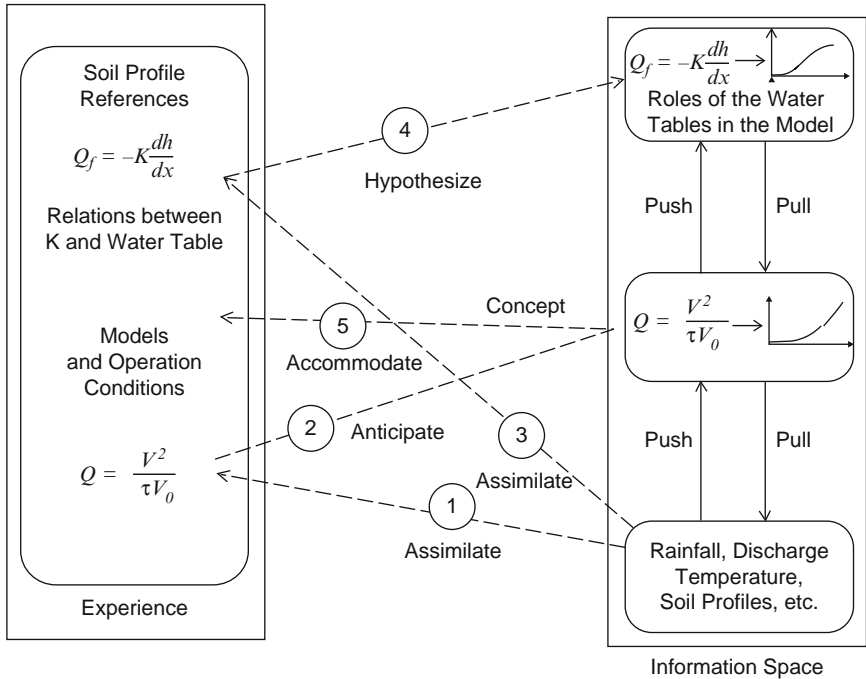 Soil Profile
References
Q_f = –K dh/dx
Relations between
K and Water Table
Models
and Operation
Conditions
Q = V^2/τV_0
Experience
4
Hypothesize
Concept
5
Accommodate
2
Anticipate
3
Assimilate
1
Assimilate
Q_f = –K dh/dx
Roles of the Water
Tables in the Model
Push
Pull
Q = V^2/τV_0
Push
Pull
Rainfall, Discharge
Temperature,
Soil Profiles, etc.
Information Space